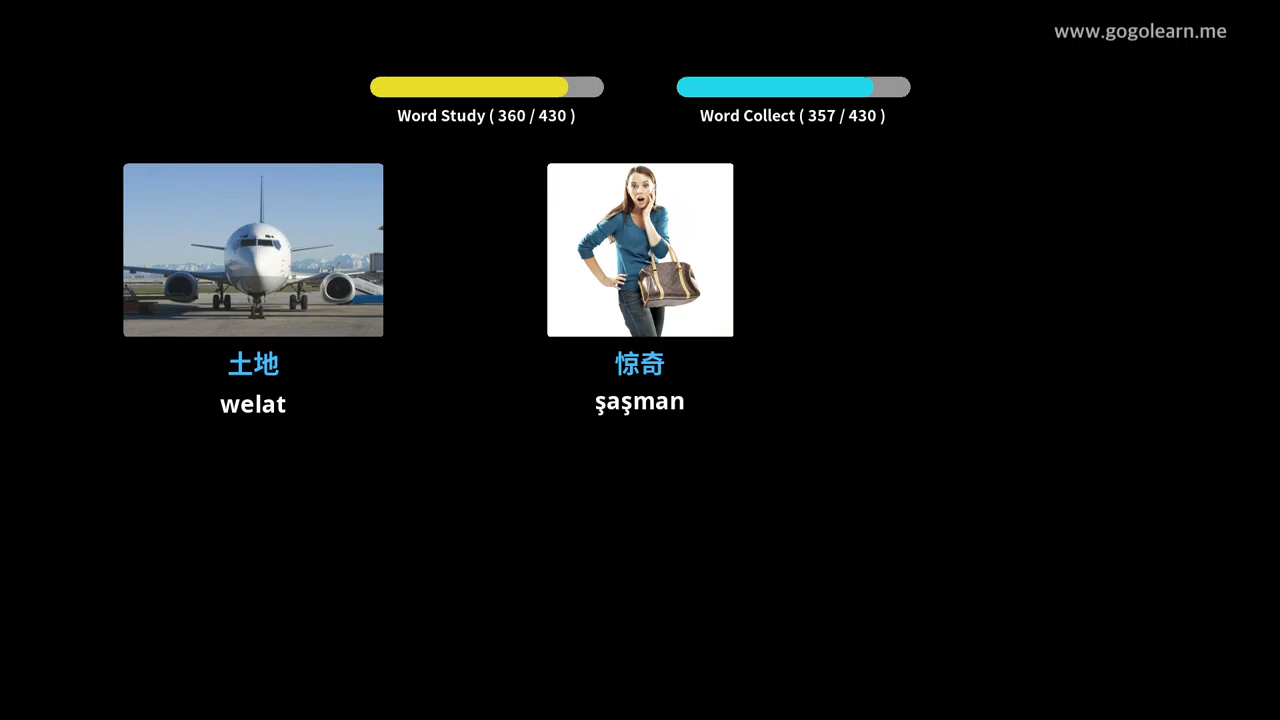 www.gogolearn.me
Word Study ( 360 / 430 )
Word Collect ( 357 / 430 )
土地
welat
惊奇
şaşman